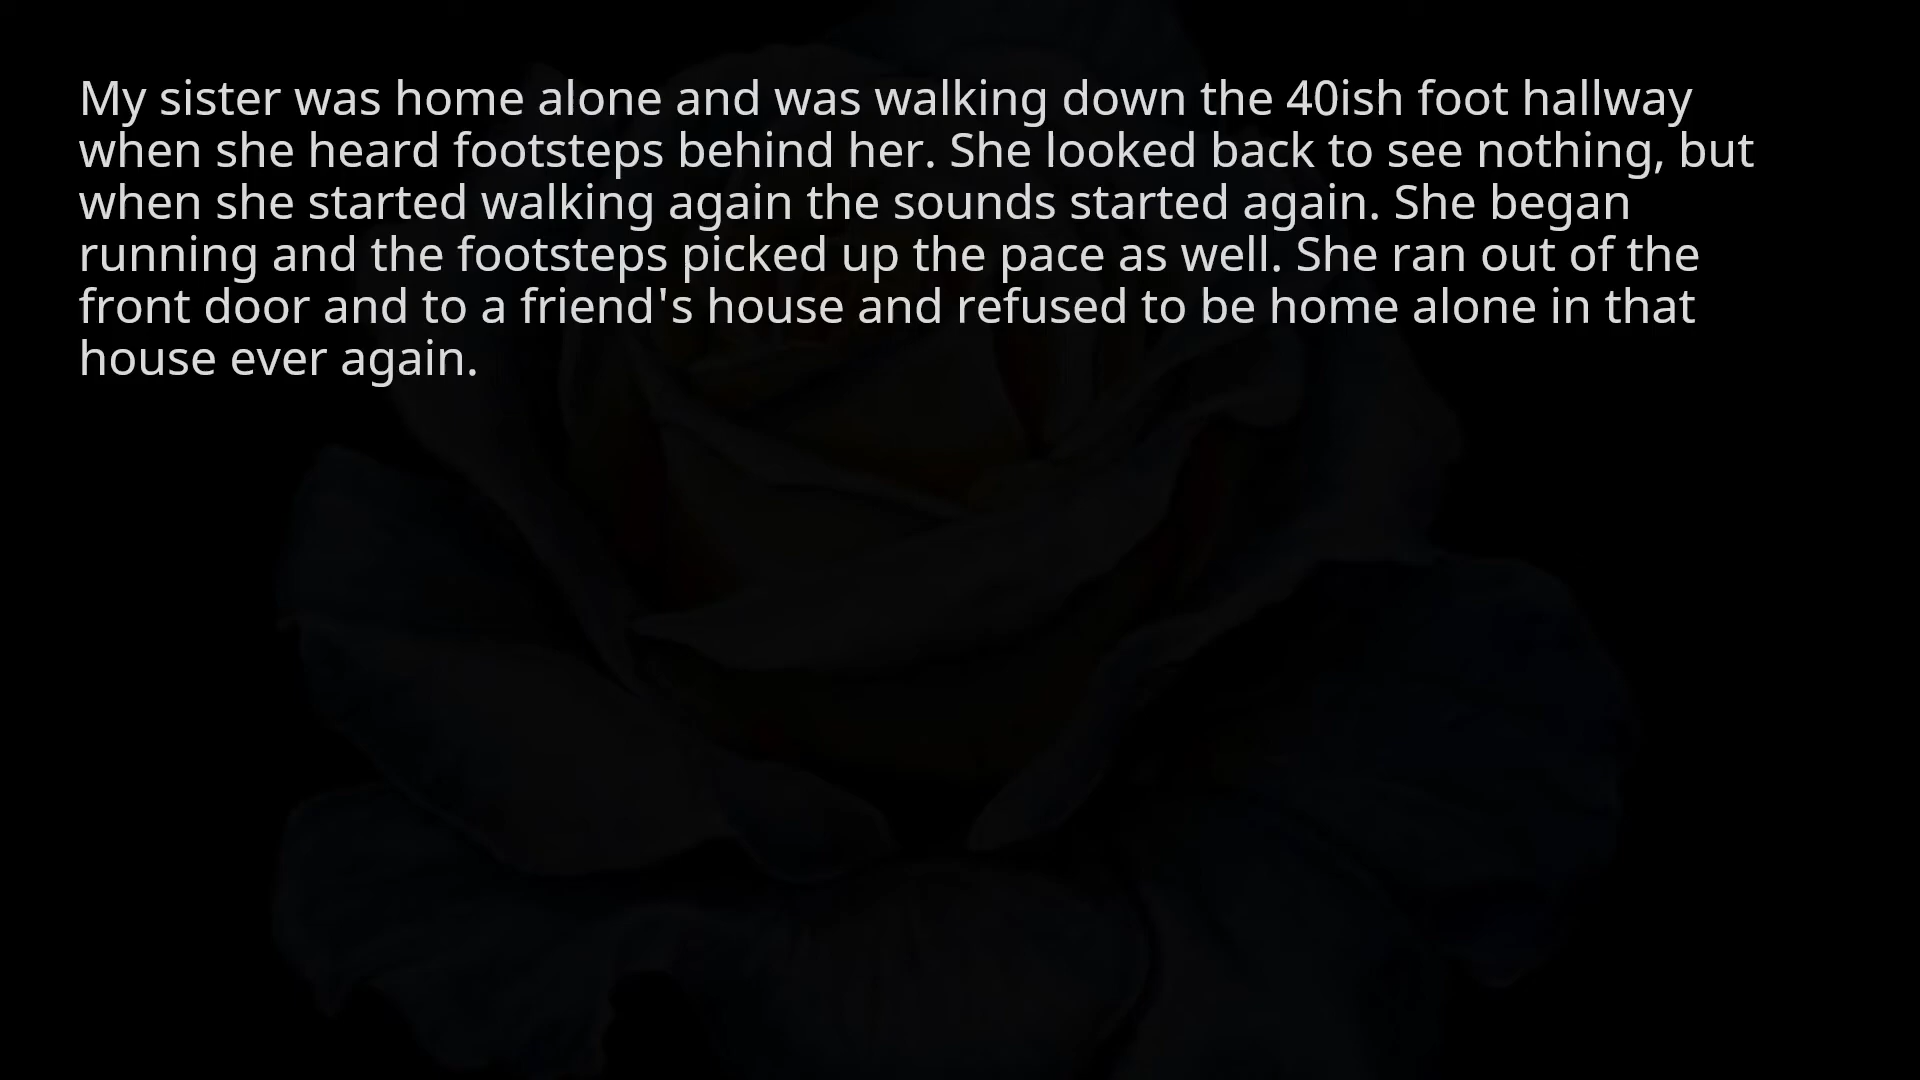 My sister was home alone and was walking down the 40ish foot hallway
when she heard footsteps behind her. She looked back to see nothing, but
when she started walking again the sounds started again. She began
running and the footsteps picked up the pace as well. She ran out of the
front door and to a friend's house and refused to be home alone in that
house ever again.